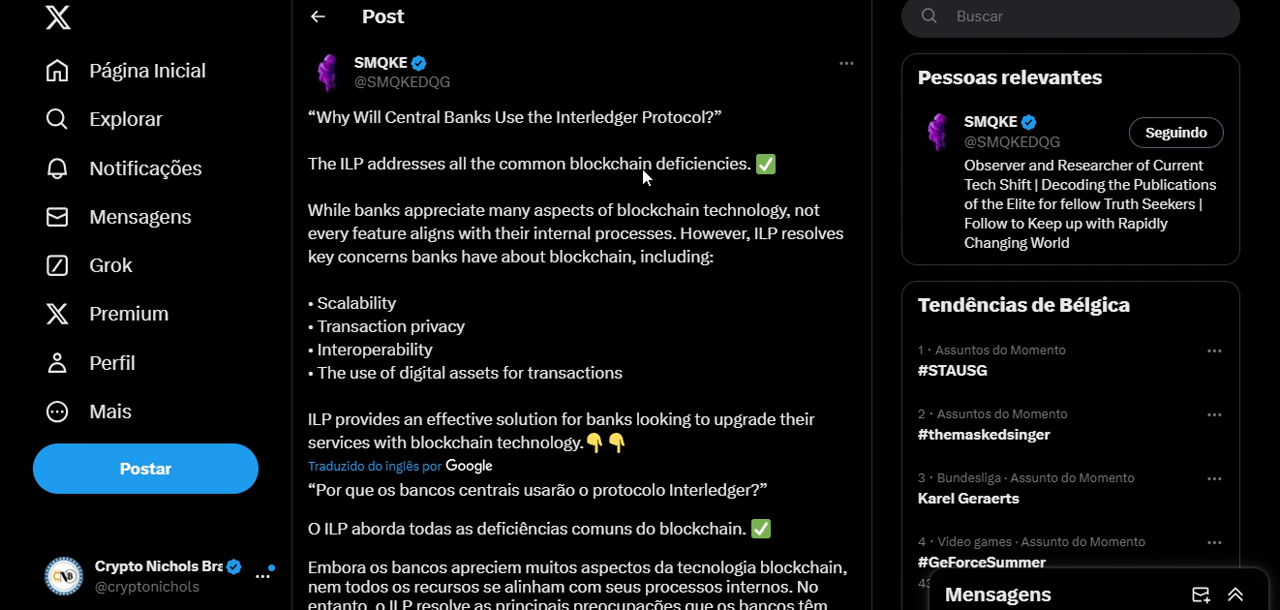 Página Inicial
Explorar
Notificações
Mensagens
Grok
Premium
Perfil
Mais
Postar
Crypto Nichols Bra
@cryptonichols
Post
SMQKE
@SMQKEDQG
“Why Will Central Banks Use the Interledger Protocol?”
The ILP addresses all the common blockchain deficiencies. ✅
While banks appreciate many aspects of blockchain technology, not
every feature aligns with their internal processes. However, ILP resolves
key concerns banks have about blockchain, including:
• Scalability
• Transaction privacy
• Interoperability
• The use of digital assets for transactions
ILP provides an effective solution for banks looking to upgrade their
services with blockchain technology.👇👇
Traduzido do inglês por Google
“Por que os bancos centrais usarão o protocolo Interledger?”
O ILP aborda todas as deficiências comuns do blockchain. ✅
Embora os bancos apreciem muitos aspectos da tecnologia blockchain,
nem todos os recursos se alinham com seus processos internos. No
entanto, o ILP resolve as principais preocupações que os bancos têm
Buscar
Pessoas relevantes
SMQKE
@SMQKEDQG
Seguindo
Observer and Researcher of Current
Tech Shift | Decoding the Publications
of the Elite for fellow Truth Seekers |
Follow to Keep up with Rapidly
Changing World
Tendências de Bélgica
1 · Assuntos do Momento
#STAUSG
2 · Assuntos do Momento
#themaskedsinger
3 · Bundesliga · Assunto do Momento
Karel Geraerts
4 · Video games · Assunto do Momento
#GeForceSummer
Mensagens